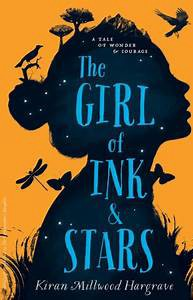 A TALE
OF WONDER &
COURAGE
The
GIRL
of
INK
&
STARS
Kiran Millwood Hargrave